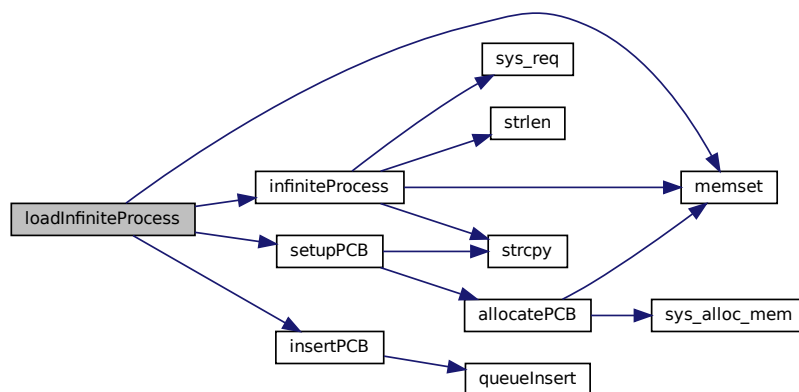 sys_req
strlen
infiniteProcess
memset
loadInfiniteProcess
setupPCB
strcpy
allocatePCB
sys_alloc_mem
insertPCB
queueInsert